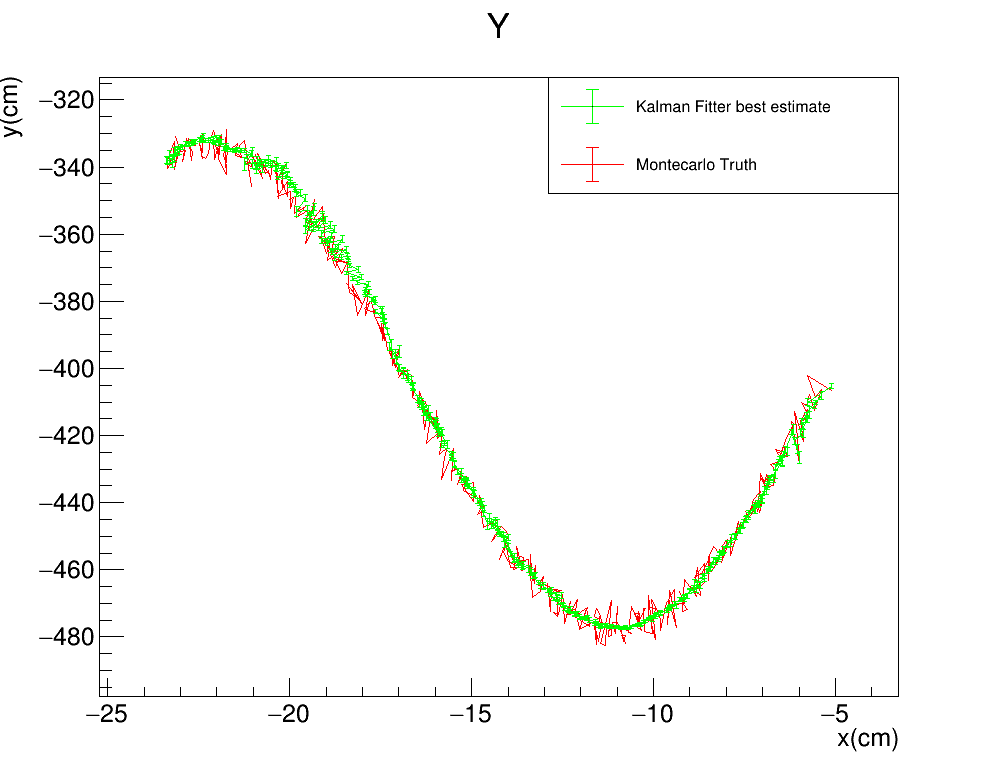 Y
y(cm)
−320
−340
−360
−380
−400
−420
−440
−460
−480
Kalman Fitter best estimate
Montecarlo Truth
−25 −20 −15 −10 −5
x(cm)